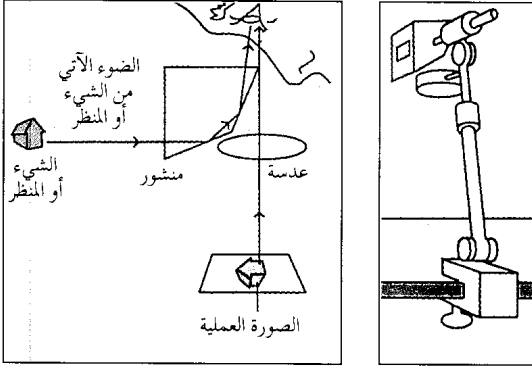 الضوء الآتي
من الشيء
أو المنظر
الشيء
أو المنظر
منشور
عدسة
الصورة العملية